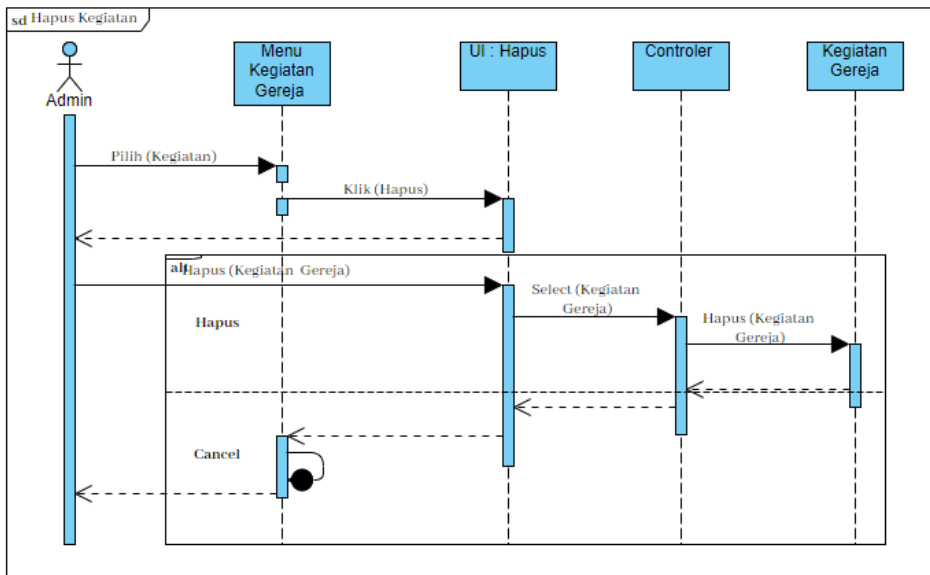 sd Hapus Kegiatan
Menu
Kegiatan
Gereja
UI : Hapus
Controler
Kegiatan
Gereja
Admin
Pilih (Kegiatan)
Klik (Hapus)
alt
Hapus (Kegiatan Gereja)
Select (Kegiatan
Gereja)
Hapus (Kegiatan
Gereja)
Hapus
Cancel